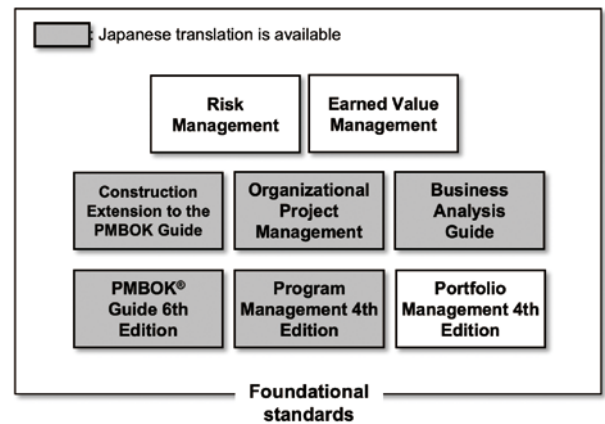 : Japanese translation is available
Risk
Management
Earned Value
Management
Construction
Extension to the
PMBOK Guide
Organizational
Project
Management
Business
Analysis
Guide
PMBOK®
Guide 6th
Edition
Program
Management 4th
Edition
Portfolio
Management 4th
Edition
Foundational
standards